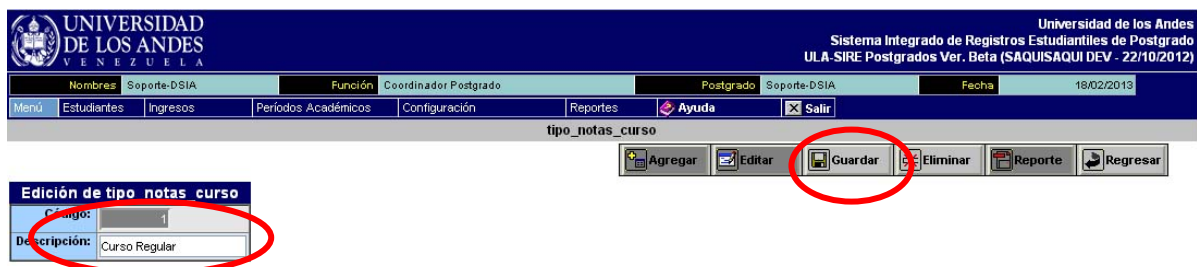 UNIVERSIDAD
DE LOS ANDES
VENEZUELA
Universidad de los Andes
Sistema Integrado de Registros Estudiantiles de Postgrado
ULA-SIRE Postgrados Ver. Beta (SAQUISAQUI DEV - 22/10/2012)
Nombres Soporte-DSIA Función Coordinador Postgrado Postgrado Soporte-DSIA Fecha 18/02/2013
Menú Estudiantes Ingresos Períodos Académicos Configuración Reportes Ayuda Salir
tipo_notas_curso
Agregar Editar Guardar Eliminar Reporte Regresar
Edición de tipo_notas_curso
Código: 1
Descripción: Curso Regular